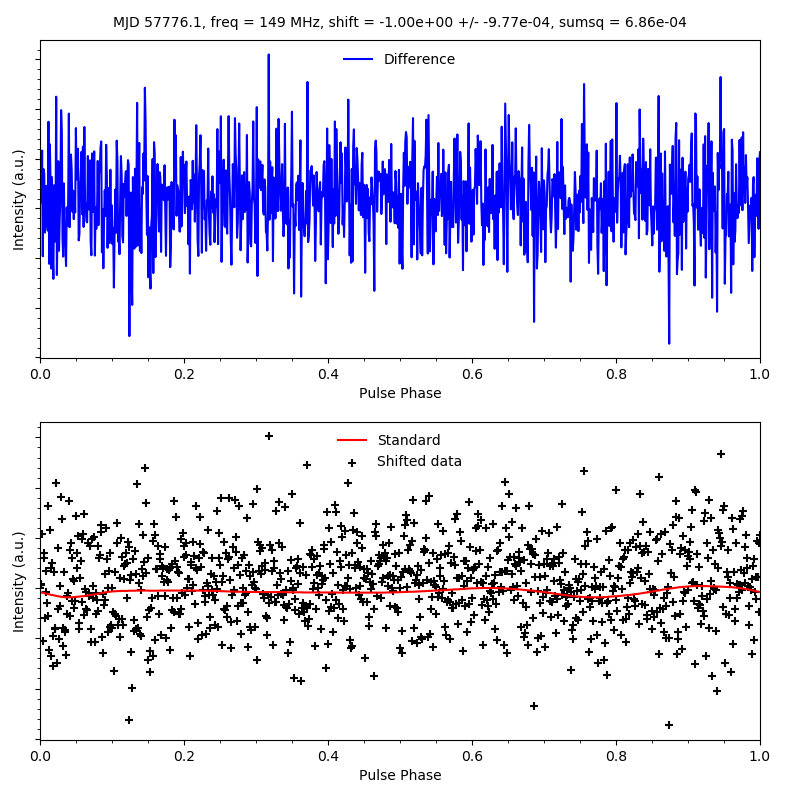 MJD 57776.1, freq = 149 MHz, shift = -1.00e+00 +/- -9.77e-04, sumsq = 6.86e-04
Difference
Intensity (a.u.)
0.0 0.2 0.4 0.6 0.8 1.0
Pulse Phase
Standard
Shifted data
Intensity (a.u.)
0.0 0.2 0.4 0.6 0.8 1.0
Pulse Phase